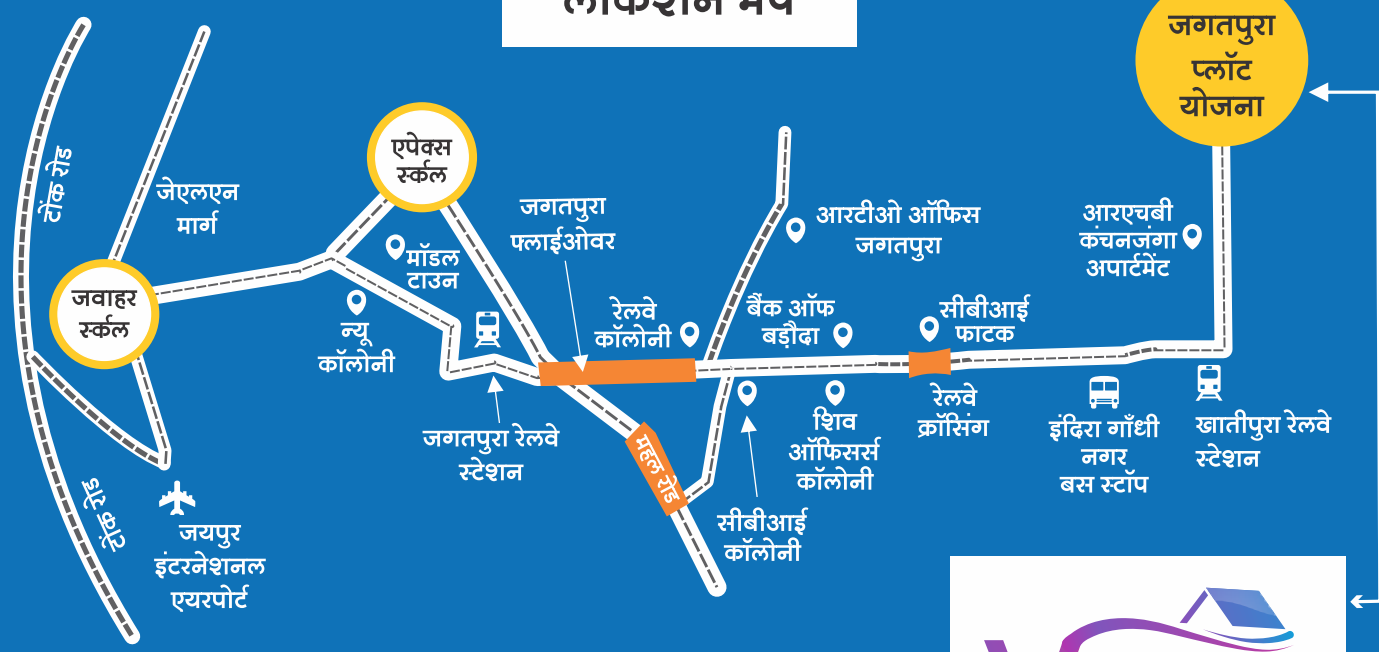 लोकेशन मैप
जगतपुरा
प्लॉट
योजना
टोंक रोड
जेएलएन
मार्ग
एपेक्स
र्स्कल
जगतपुरा
फ्लाईओवर
आरटीओ ऑफिस
जगतपुरा
आरएचबी
कंचनजंगा
अपार्टमेंट
मॉडल
टाउन
जवाहर
र्स्कल
न्यू
कॉलोनी
रेलवे
कॉलोनी
बैंक ऑफ
बड़ौदा
सीबीआई
फाटक
जगतपुरा रेलवे
स्टेशन
महल रोड
शिव
ऑफिसर्स
कॉलोनी
रेलवे
क्रॉसिंग
इंदिरा गाँधी
नगर
बस स्टॉप
खातीपुरा रेलवे
स्टेशन
टोंक रोड
जयपुर
इंटरनेशनल
एयरपोर्ट
सीबीआई
कॉलोनी